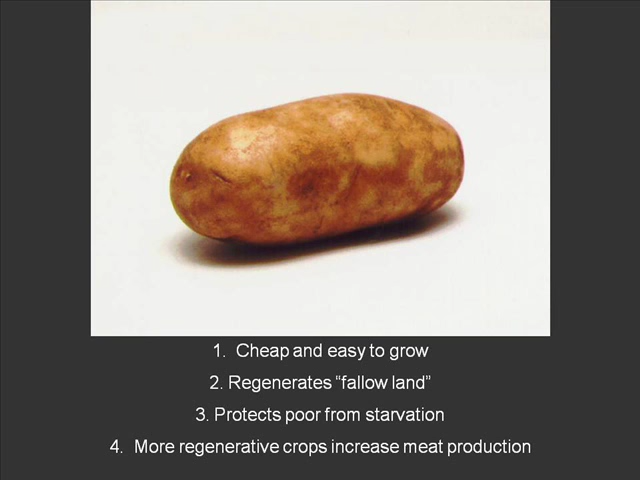 1. Cheap and easy to grow
2. Regenerates “fallow land”
3. Protects poor from starvation
4. More regenerative crops increase meat production